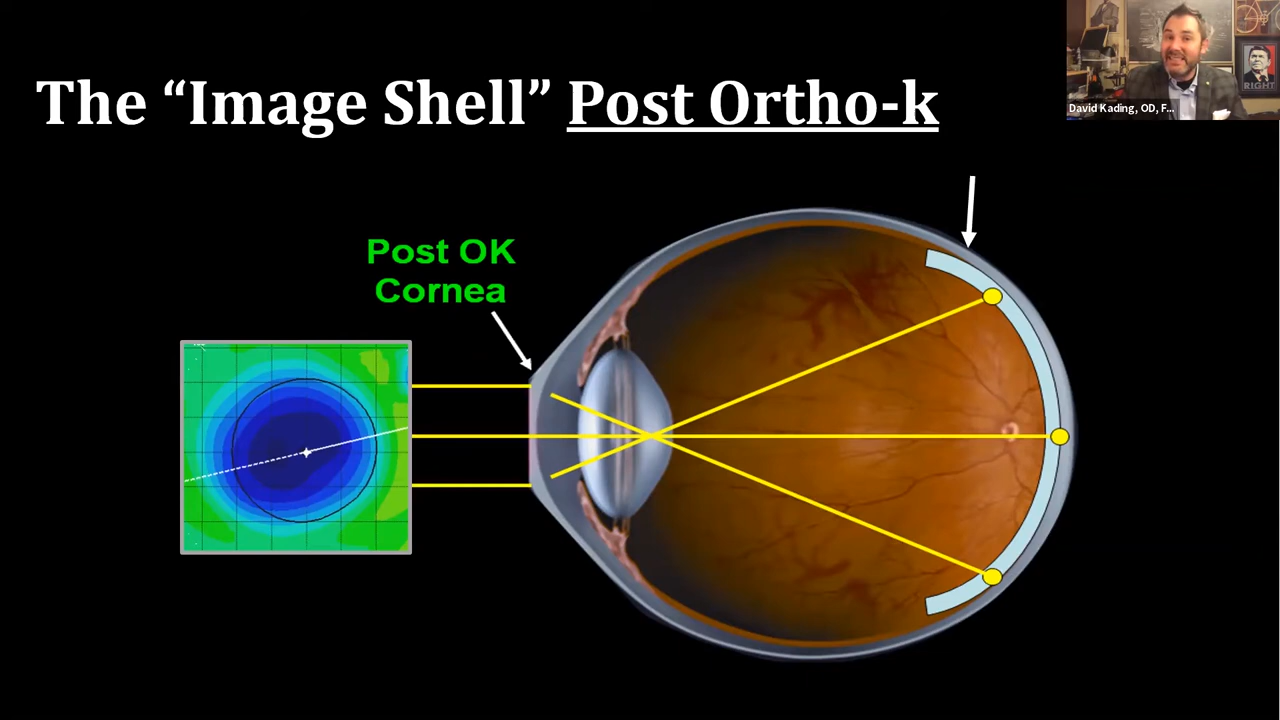 The “Image Shell” Post Ortho-k
David Kading, OD, F...
RIGHT
Post OK
Cornea